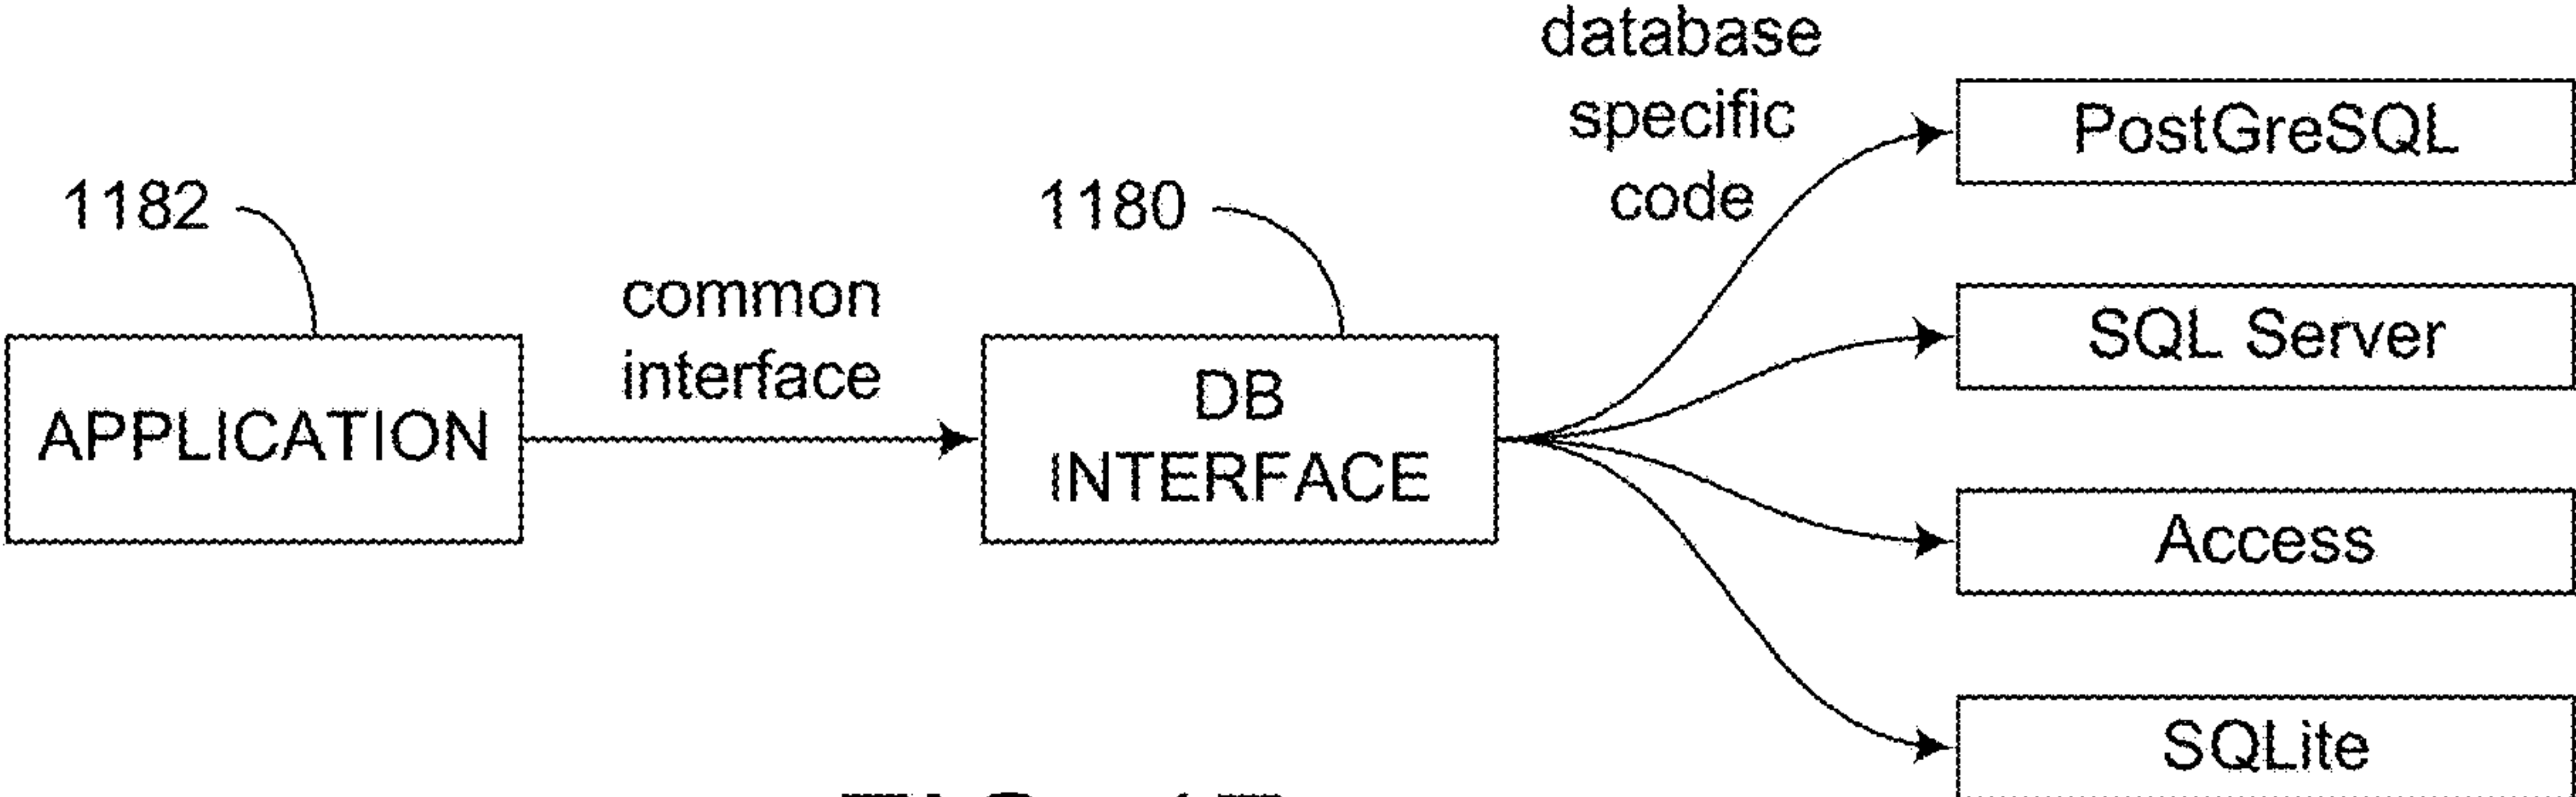 database
specific
code
PostGreSQL
1182
1180
common
interface
SQL Server
APPLICATION
DB
INTERFACE
Access
SQLite